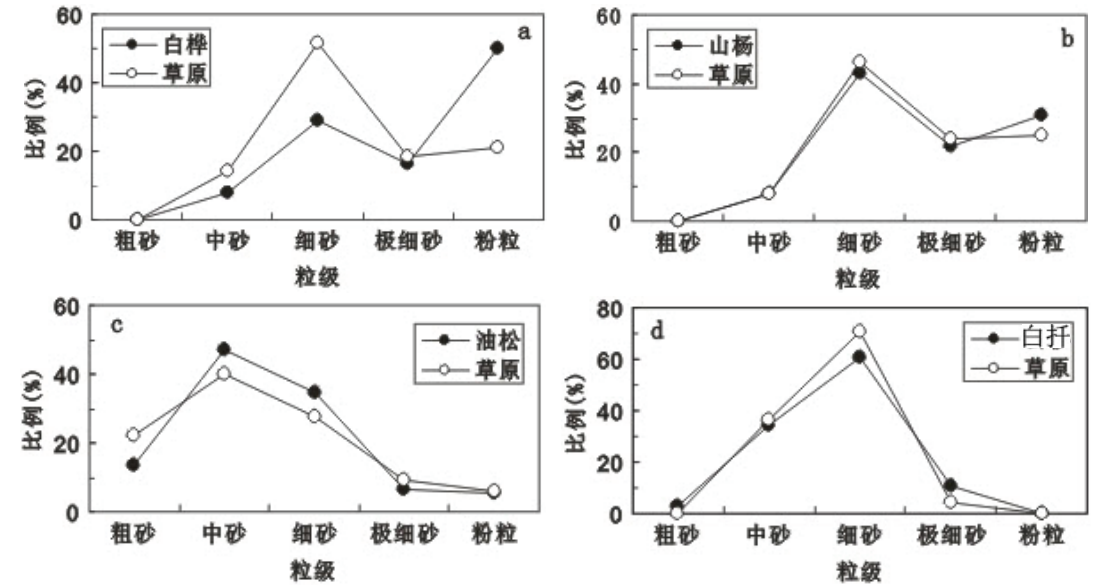 60
40
20
0
比例(%)
白桦
草原
a
粗砂 中砂 细砂 极细砂 粉粒
粒级
60
40
20
0
比例(%)
山杨
草原
b
粗砂 中砂 细砂 极细砂 粉粒
粒级
60
40
20
0
比例(%)
c
油松
草原
粗砂 中砂 细砂 极细砂 粉粒
粒级
80
60
40
20
0
比例(%)
d
白扦
草原
粗砂 中砂 细砂 极细砂 粉粒
粒级